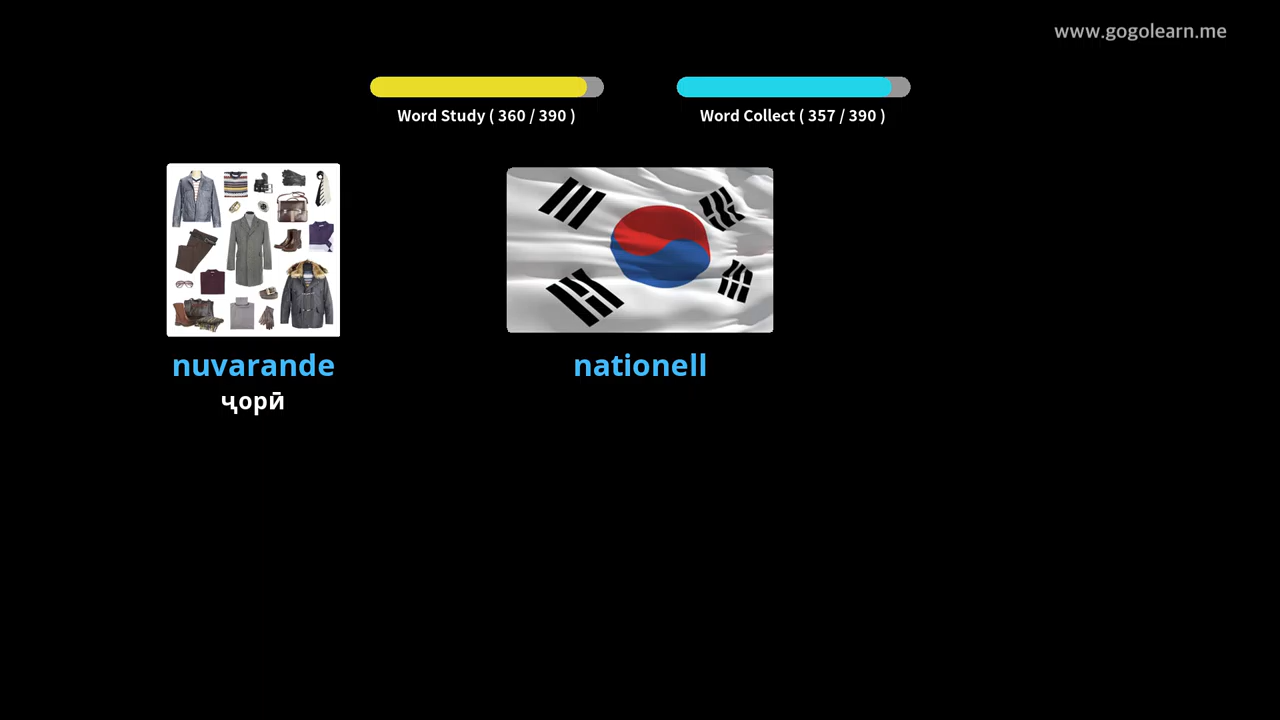 www.gogolearn.me
Word Study ( 360 / 390 )
Word Collect ( 357 / 390 )
nuvarande
ҷорӣ
nationell